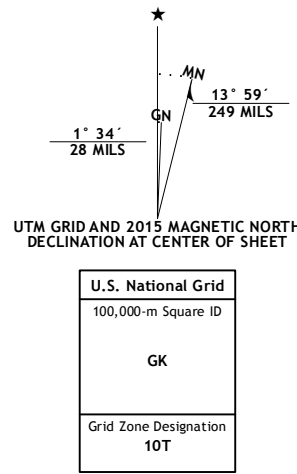 ★
MN
GN
13° 59´
249 MILS
1° 34´
28 MILS
UTM GRID AND 2015 MAGNETIC NORTH
DECLINATION AT CENTER OF SHEET
U.S. National Grid
100,000-m Square ID
GK
Grid Zone Designation
10T